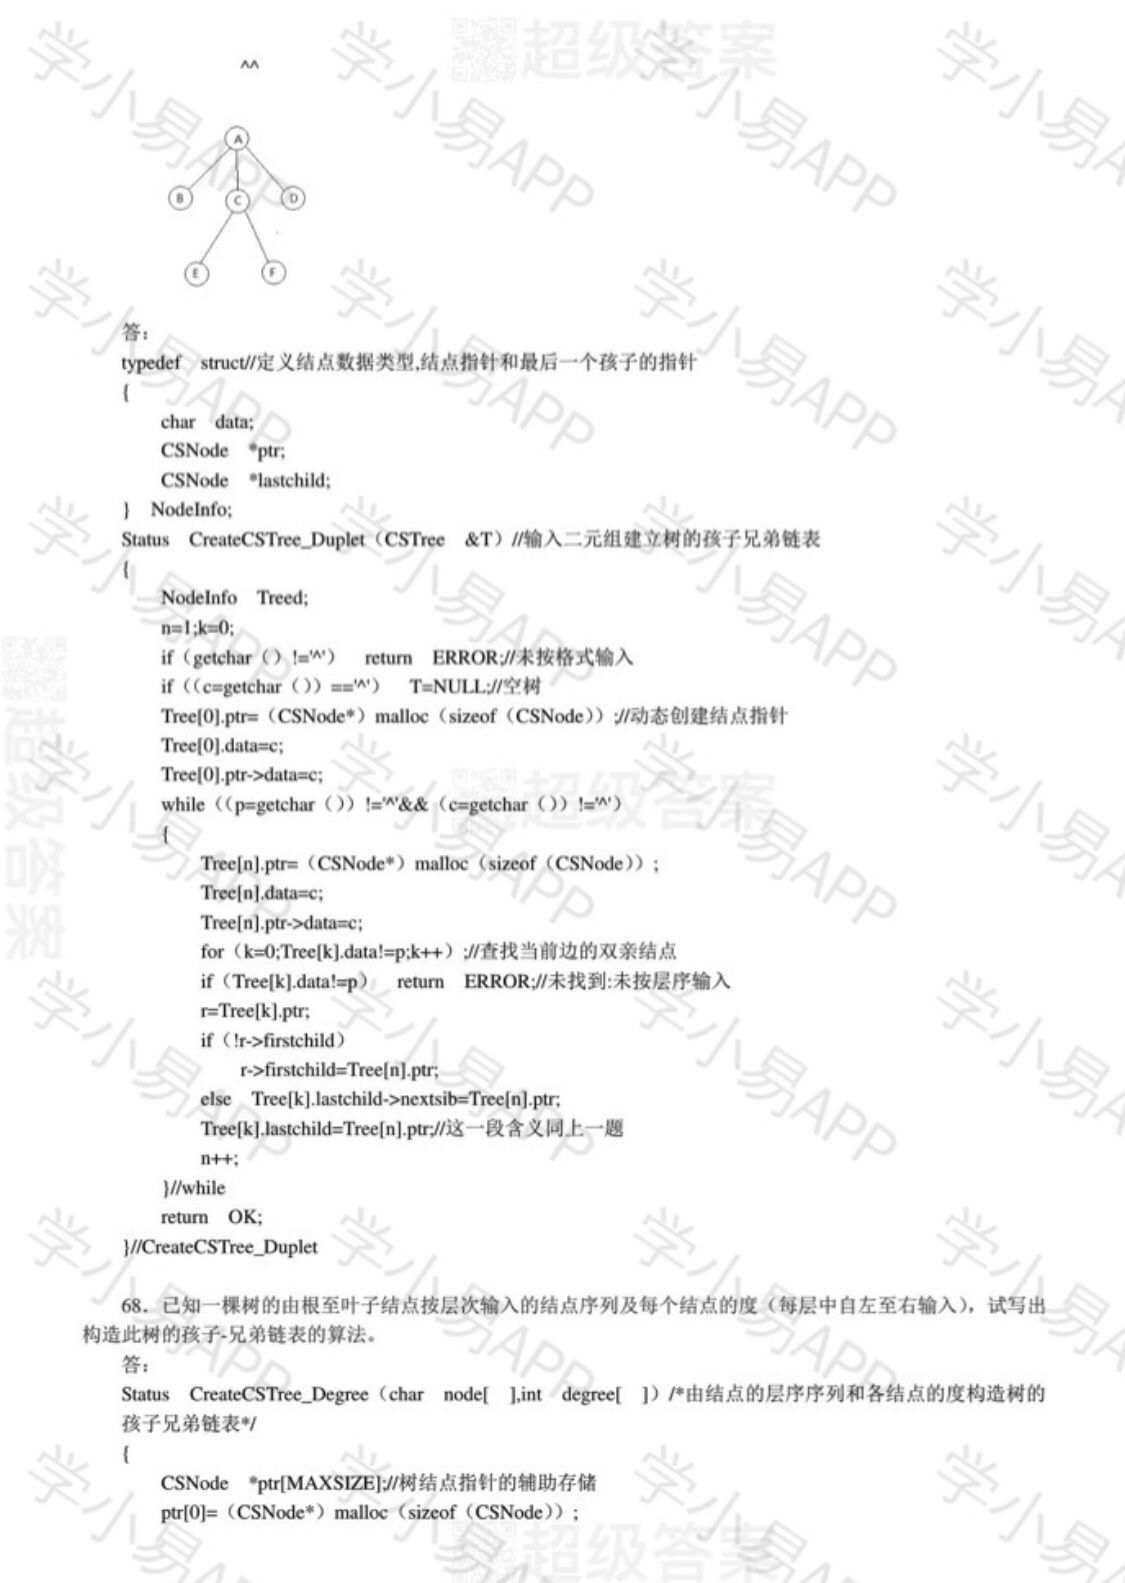 ^^
A
B
C
D
E
F
答：
typedef struct//定义结点数据类型,结点指针和最后一个孩子的指针
{
char data;
CSNode *ptr;
CSNode *lastchild;
} NodeInfo;
Status CreateCSTree_Duplet（CSTree &T）//输入二元组建立树的孩子兄弟链表
{
NodeInfo Treed;
n=1;k=0;
if（getchar（）!='^'） return ERROR;//未按格式输入
if（（c=getchar（））=='^'） T=NULL;//空树
Tree[0].ptr=（CSNode*）malloc（sizeof（CSNode））;//动态创建结点指针
Tree[0].data=c;
Tree[0].ptr->data=c;
while（（p=getchar（））!='^'&&（c=getchar（））!='^'）
{
Tree[n].ptr=（CSNode*）malloc（sizeof（CSNode））;
Tree[n].data=c;
Tree[n].ptr->data=c;
for（k=0;Tree[k].data!=p;k++）;//查找当前边的双亲结点
if（Tree[k].data!=p） return ERROR;//未找到:未按层序输入
r=Tree[k].ptr;
if（!r->firstchild）
r->firstchild=Tree[n].ptr;
else Tree[k].lastchild->nextsib=Tree[n].ptr;
Tree[k].lastchild=Tree[n].ptr;//这一段含义同上一题
n++;
}//while
return OK;
}//CreateCSTree_Duplet
68．已知一棵树的由根至叶子结点按层次输入的结点序列及每个结点的度（每层中自左至右输入），试写出
构造此树的孩子-兄弟链表的算法。
答：
Status CreateCSTree_Degree（char node[ ],int degree[ ]）/*由结点的层序序列和各结点的度构造树的
孩子兄弟链表*/
{
CSNode *ptr[MAXSIZE];//树结点指针的辅助存储
ptr[0]=（CSNode*）malloc（sizeof（CSNode））;
学小易APP
超级答案